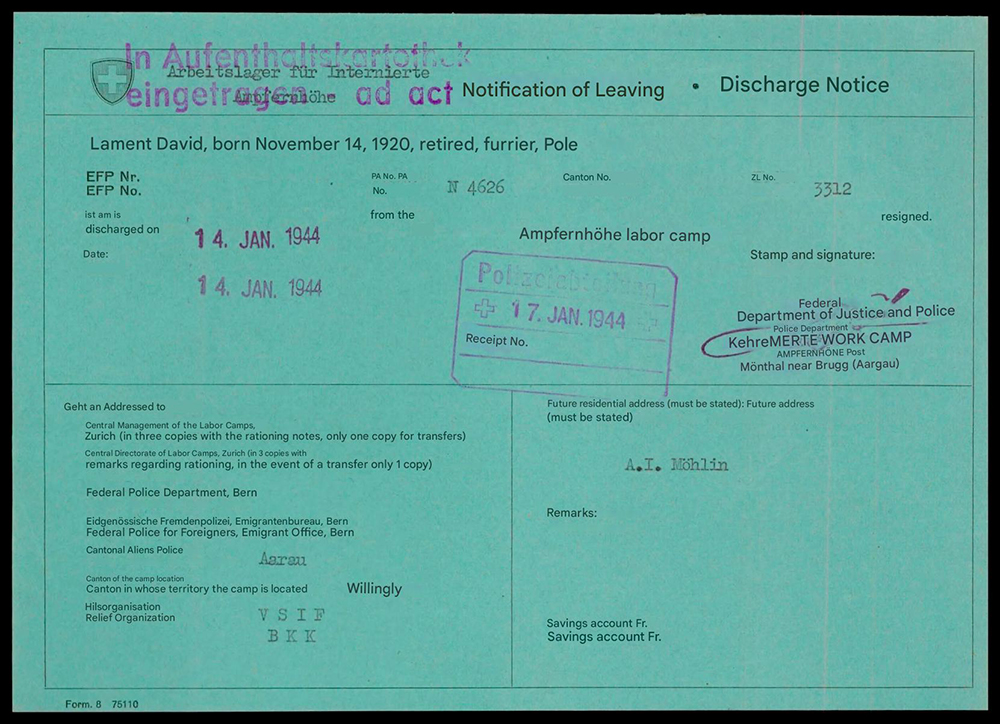 In Aufenthaltskartothek
Arbeitslager für Internierte
eingetragen - ad act
Ampfernhöhe
Notification of Leaving • Discharge Notice
Lament David, born November 14, 1920, retired, furrier, Pole
EFP Nr.
EFP No.
PA No. PA
No.
N 4626
Canton No.
ZL No.
3312
ist am is
discharged on
14. JAN. 1944
from the
Ampfernhöhe labor camp
resigned.
Date:
14. JAN. 1944
Polizeiabteilung
17. JAN. 1944
Receipt No.
Stamp and signature:
Federal
Department of Justice and Police
Police Department
KehreMERTE WORK CAMP
AMPFERNHÖNE Post
Mönthal near Brugg (Aargau)
Geht an Addressed to
Central Management of the Labor Camps,
Zurich (in three copies with the rationing notes, only one copy for transfers)
Central Directorate of Labor Camps, Zurich (in 3 copies with
remarks regarding rationing, in the event of a transfer only 1 copy)
Federal Police Department, Bern
Eidgenössische Fremdenpolizei, Emigrantenbureau, Bern
Federal Police for Foreigners, Emigrant Office, Bern
Cantonal Aliens Police
Aarau
Canton of the camp location
Canton in whose territory the camp is located
Willingly
Hilsorganisation
Relief Organization
V S I F
B K K
Future residential address (must be stated): Future address
(must be stated)
A.I. Möhlin
Remarks:
Savings account Fr.
Savings account Fr.
Form. 8 75110